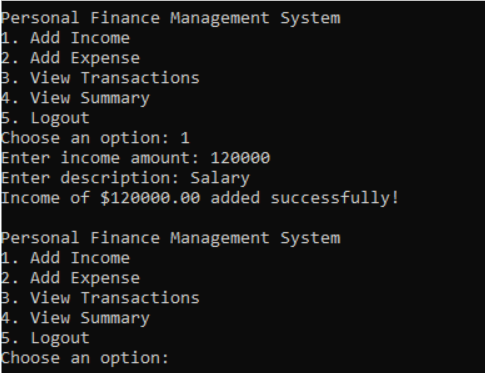 Personal Finance Management System
1. Add Income
2. Add Expense
3. View Transactions
4. View Summary
5. Logout
Choose an option: 1
Enter income amount: 120000
Enter description: Salary
Income of $120000.00 added successfully!

Personal Finance Management System
1. Add Income
2. Add Expense
3. View Transactions
4. View Summary
5. Logout
Choose an option: